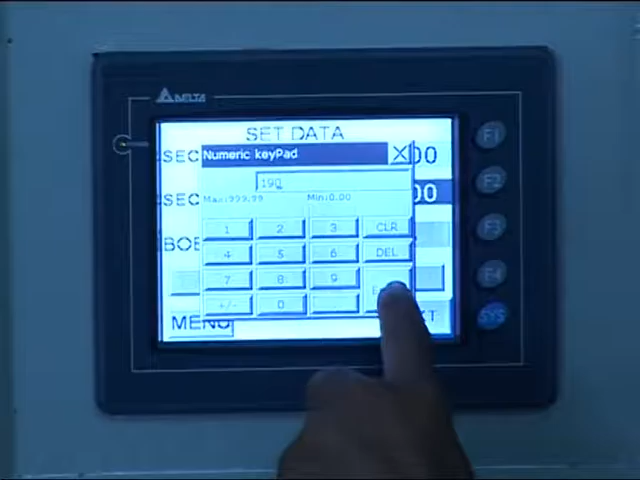 DELTA
SET DATA
SEC 00
Numeric keyPad X
190
SEC 00
Max:999.99 Min:0.00
1 2 3 CLR
4 5 6 DEL
7 8 9
+/- 0 .
MENU
F1
F2
F3
F4
SYS